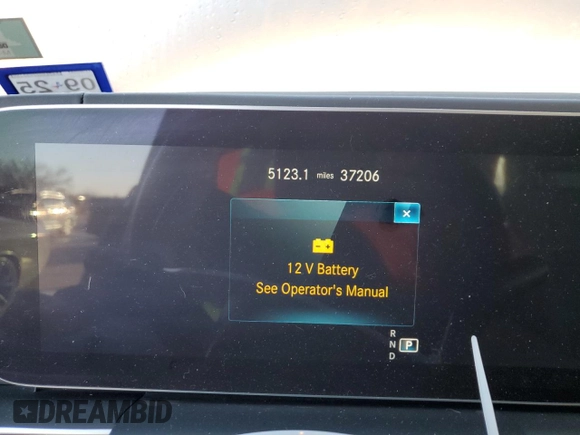 09 25
5123.1 miles 37206
×
12 V Battery
See Operator's Manual
R
N P
D
DREAMBID